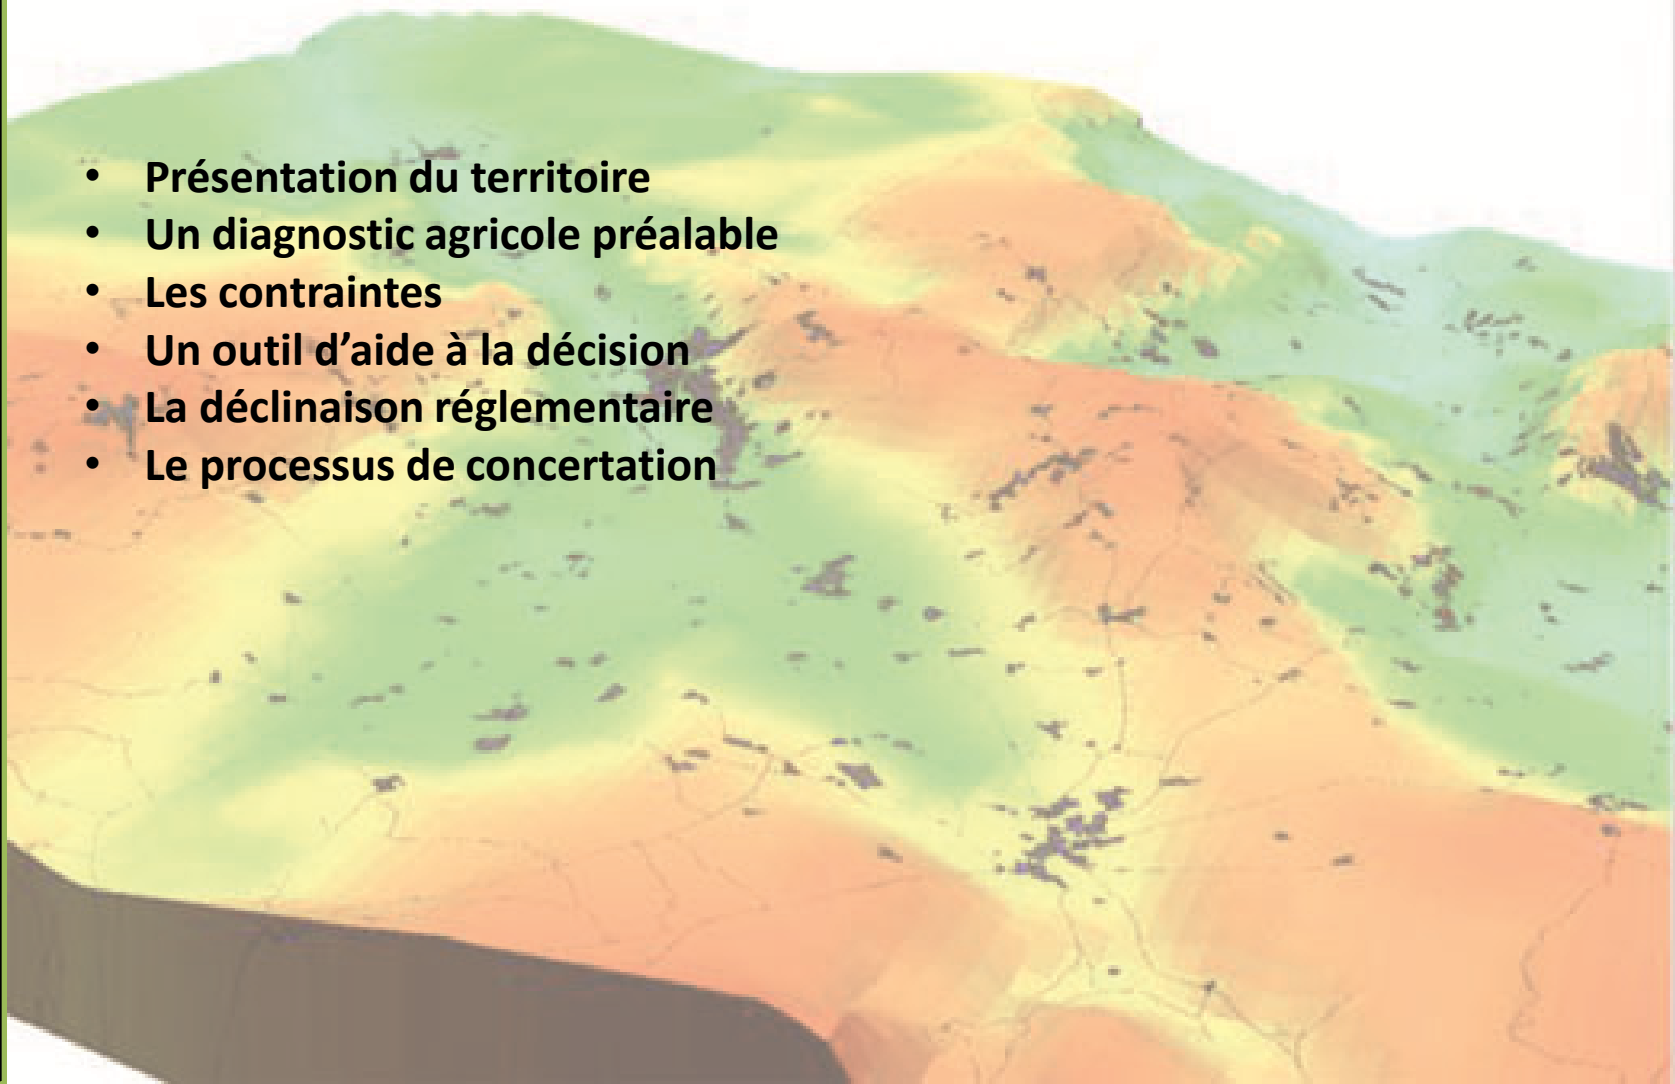 • Présentation du territoire
• Un diagnostic agricole préalable
• Les contraintes
• Un outil d’aide à la décision
• La déclinaison réglementaire
• Le processus de concertation